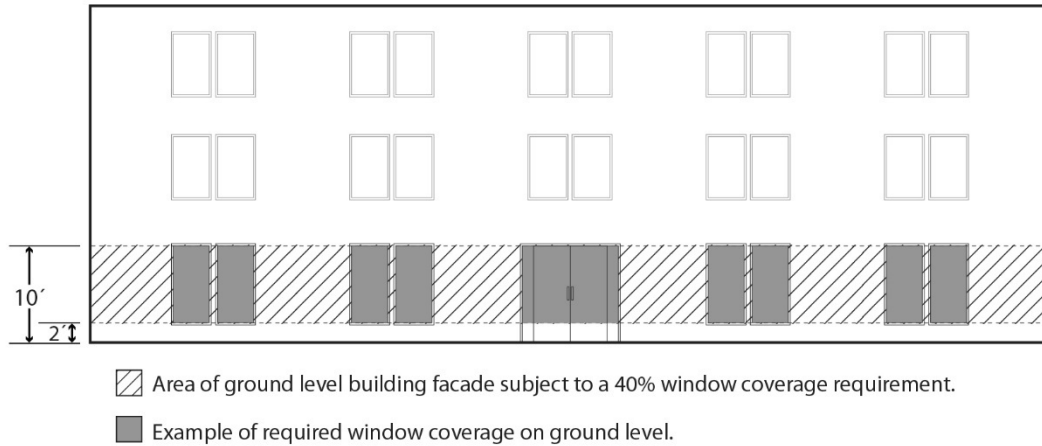 10´
2´
Area of ground level building facade subject to a 40% window coverage requirement.
Example of required window coverage on ground level.